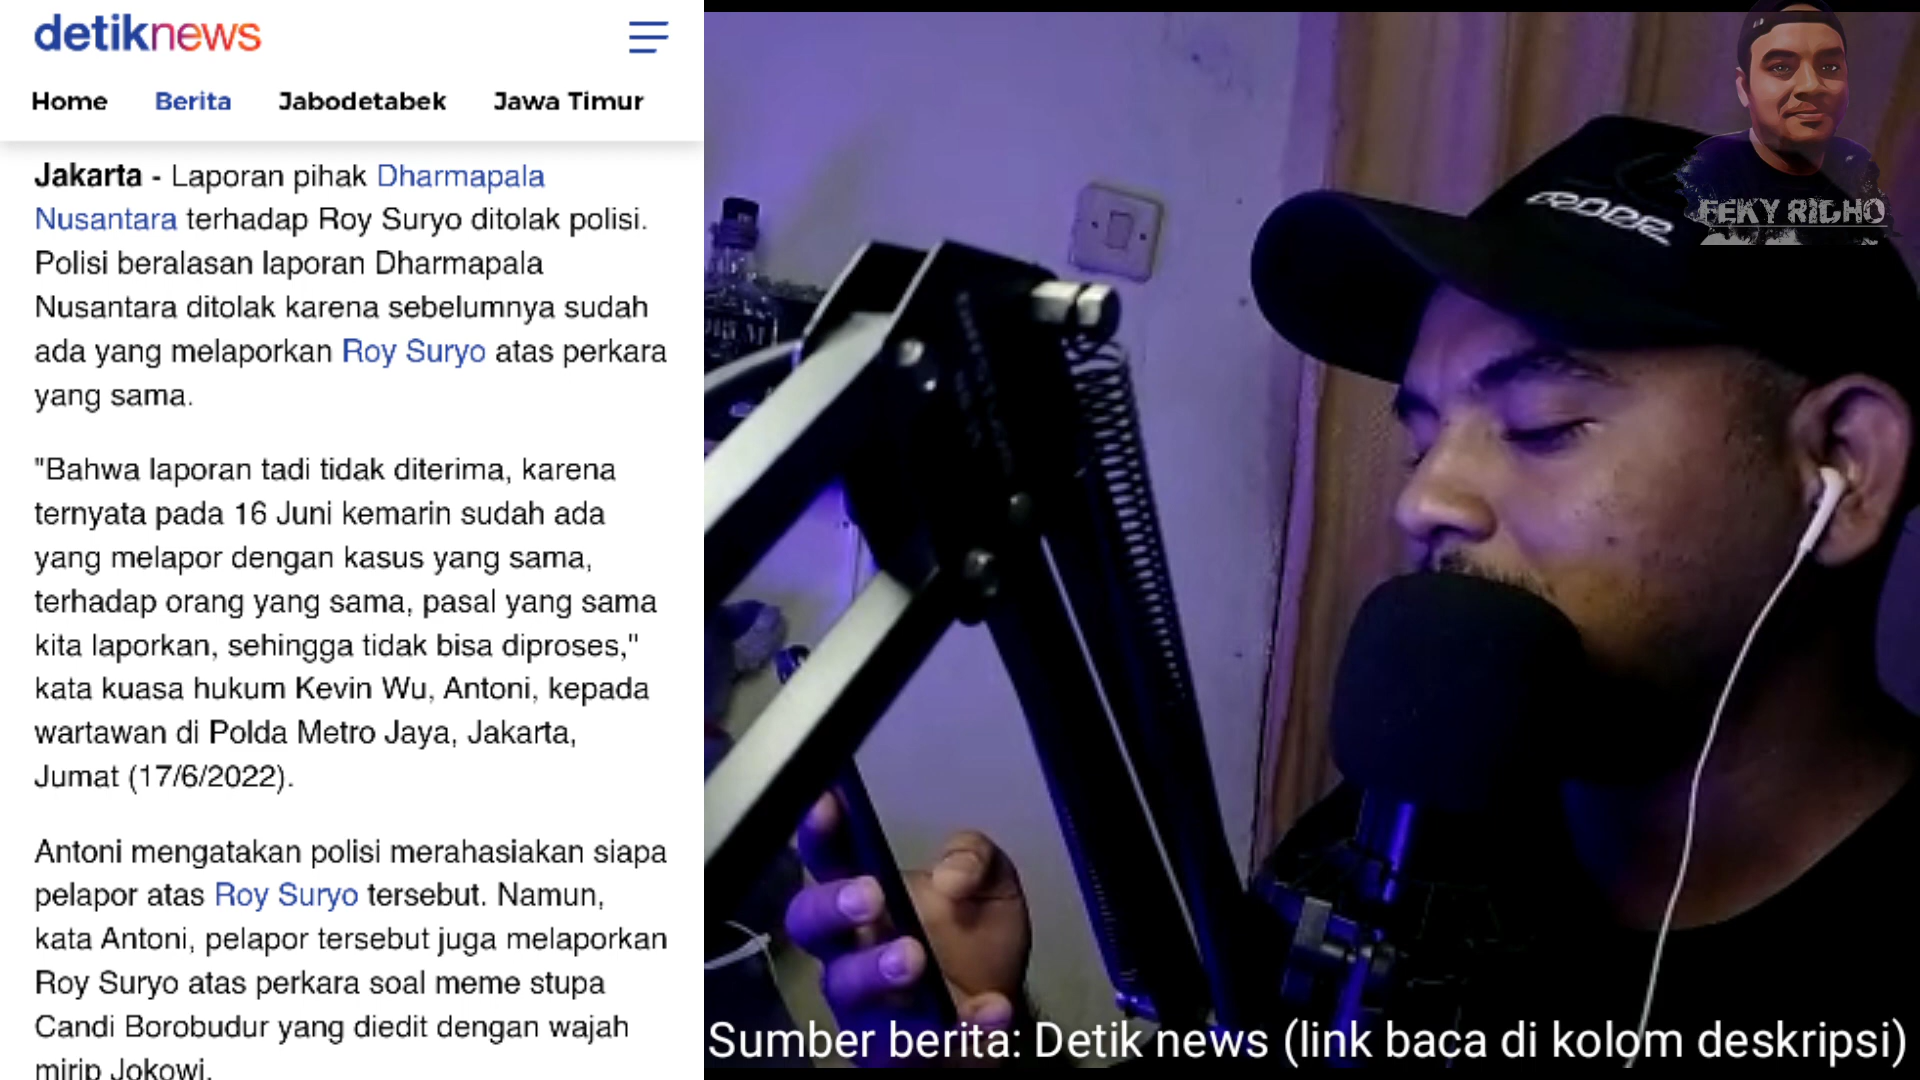 detiknews
Home Berita Jabodetabek Jawa Timur
Jakarta - Laporan pihak Dharmapala
Nusantara terhadap Roy Suryo ditolak polisi.
Polisi beralasan laporan Dharmapala
Nusantara ditolak karena sebelumnya sudah
ada yang melaporkan Roy Suryo atas perkara
yang sama.
"Bahwa laporan tadi tidak diterima, karena
ternyata pada 16 Juni kemarin sudah ada
yang melapor dengan kasus yang sama,
terhadap orang yang sama, pasal yang sama
kita laporkan, sehingga tidak bisa diproses,"
kata kuasa hukum Kevin Wu, Antoni, kepada
wartawan di Polda Metro Jaya, Jakarta,
Jumat (17/6/2022).
Antoni mengatakan polisi merahasiakan siapa
pelapor atas Roy Suryo tersebut. Namun,
kata Antoni, pelapor tersebut juga melaporkan
Roy Suryo atas perkara soal meme stupa
Candi Borobudur yang diedit dengan wajah
mirip Jokowi.
FEKY RIDHO
Sumber berita: Detik news (link baca di kolom deskripsi)